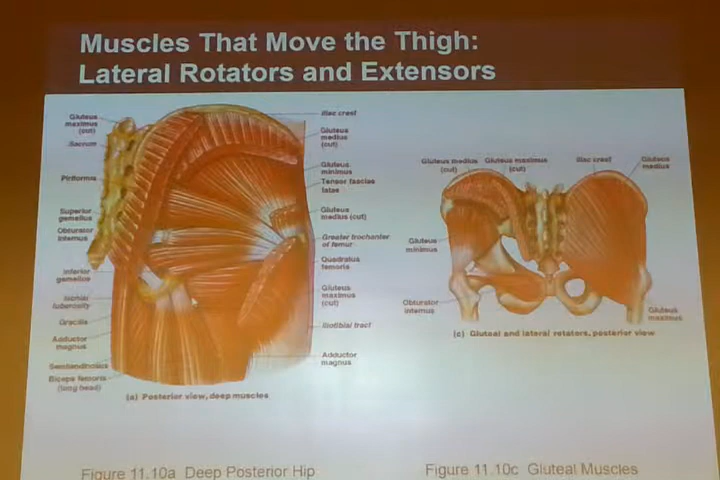 Muscles That Move the Thigh:
Lateral Rotators and Extensors
Gluteus
maximus
(cut)
Sacrum
Piriformis
Superior
gemellus
Obturator
internus
Inferior
gemellus
Ischial
tuberosity
Gracilis
Adductor
magnus
Semitendinosus
Biceps femoris
(long head)
Iliac crest
Gluteus
medius
(cut)
Gluteus
minimus
Tensor fasciae
latae
Gluteus
medius (cut)
Greater trochanter
of femur
Quadratus
femoris
Gluteus
maximus
(cut)
Iliotibial tract
Adductor
magnus
(a) Posterior view, deep muscles
Gluteus medius
(cut)
Gluteus maximus
(cut)
Iliac crest
Gluteus
medius
Gluteus
minimus
Obturator
internus
Gluteus
maximus
(c) Gluteal and lateral rotators, posterior view
Figure 11.10a Deep Posterior Hip
Figure 11.10c Gluteal Muscles